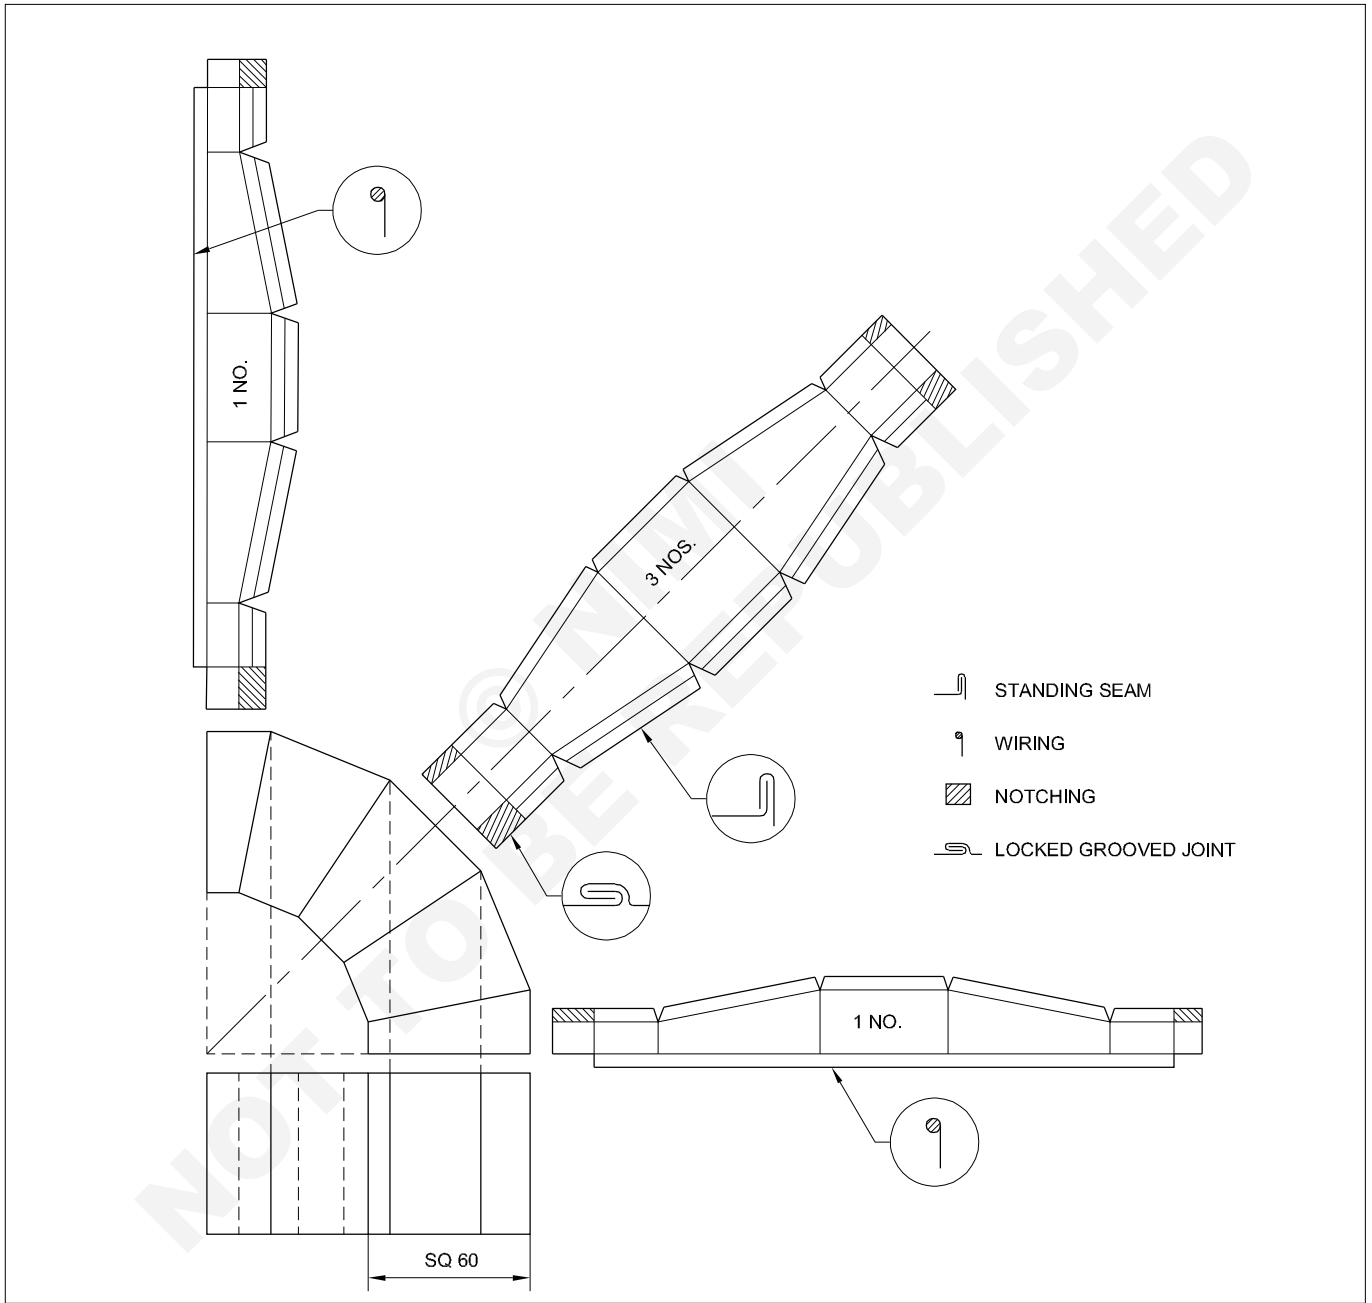 1 NO.
3 NOS.
STANDING SEAM
WIRING
NOTCHING
LOCKED GROOVED JOINT
1 NO.
SQ 60
© NIMI
NOT TO BE REPUBLISHED